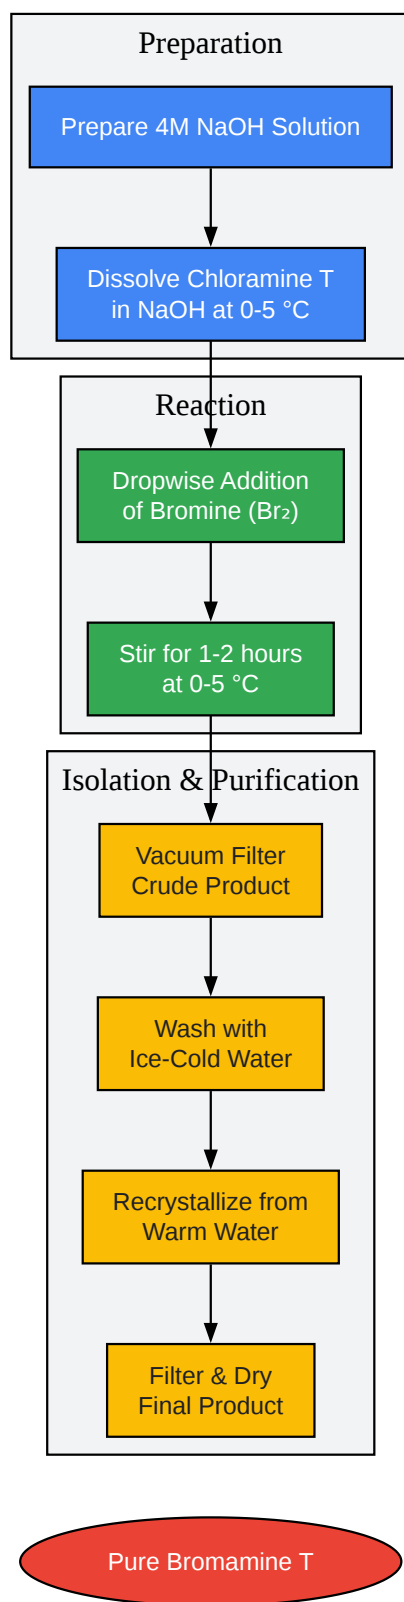 Preparation
Prepare 4M NaOH Solution
Dissolve Chloramine T
in NaOH at 0-5 °C
Reaction
Dropwise Addition
of Bromine (Br₂)
Stir for 1-2 hours
at 0-5 °C
Isolation & Purification
Vacuum Filter
Crude Product
Wash with
Ice-Cold Water
Recrystallize from
Warm Water
Filter & Dry
Final Product
Pure Bromamine T